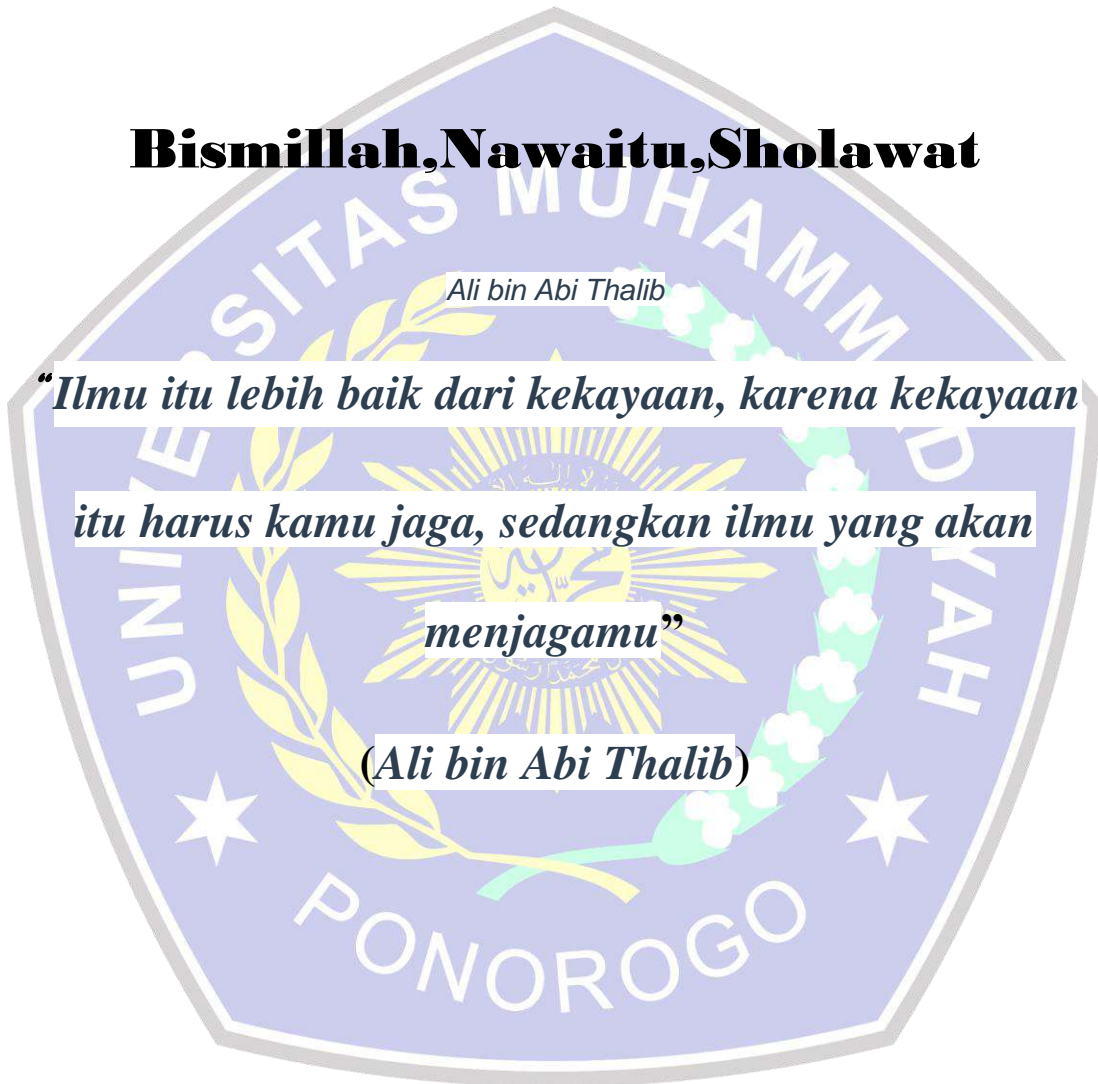 Bismillah,Nawaitu,Sholawat
Ali bin Abi Thalib
“Ilmu itu lebih baik dari kekayaan, karena kekayaan
itu harus kamu jaga, sedangkan ilmu yang akan
menjagamu”
(Ali bin Abi Thalib)
UNIVERSITAS MUHAMMADIYAH
PONOROGO